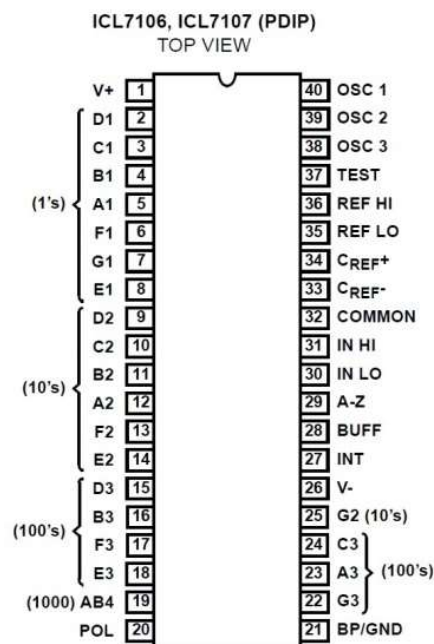 ICL7106, ICL7107 (PDIP)
TOP VIEW
V+ 1 40 OSC 1
D1 2 39 OSC 2
C1 3 38 OSC 3
B1 4 37 TEST
(1's) A1 5 36 REF HI
F1 6 35 REF LO
G1 7 34 CREF+
E1 8 33 CREF-
D2 9 32 COMMON
C2 10 31 IN HI
(10's) B2 11 30 IN LO
A2 12 29 A-Z
F2 13 28 BUFF
E2 14 27 INT
D3 15 26 V-
B3 16 25 G2 (10's)
(100's) F3 17 24 C3
E3 18 23 A3 (100's)
(1000) AB4 19 22 G3
POL 20 21 BP/GND